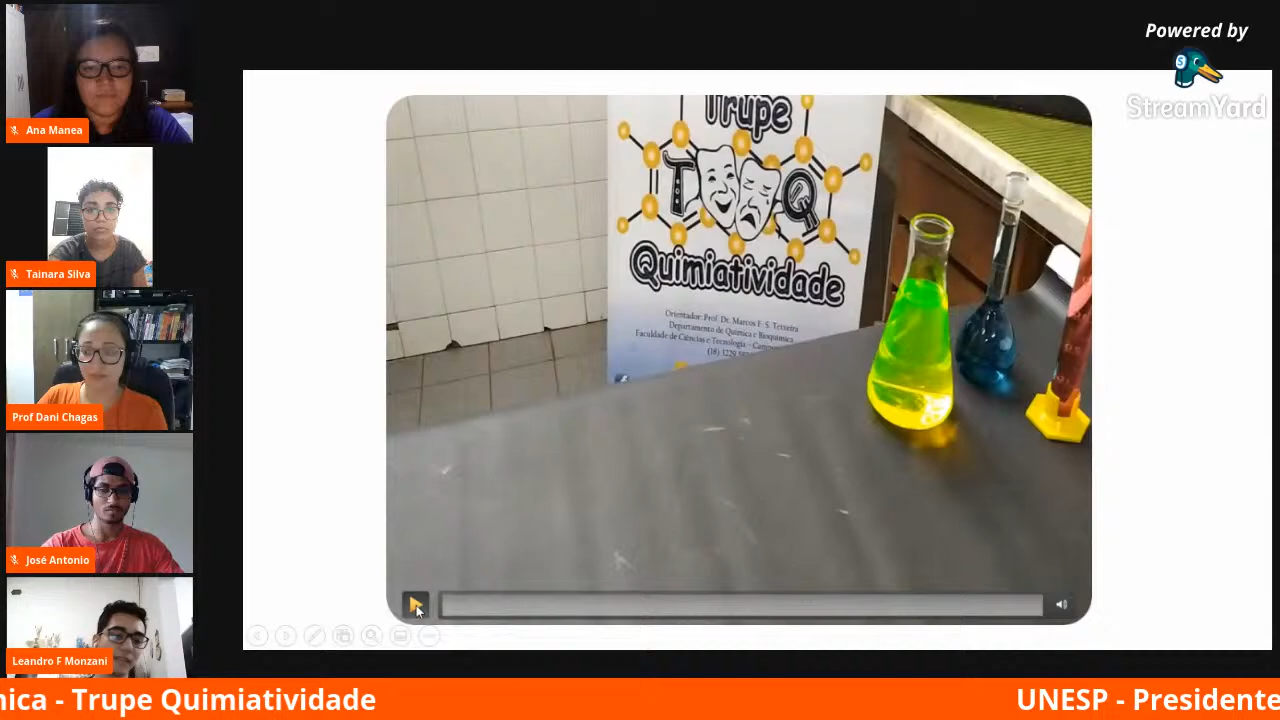 Powered by
StreamYard
Ana Manea
Tainara Silva
Prof Dani Chagas
José Antonio
Leandro F Monzani
Trupe
T Q
Quimiatividade
Orientador: Prof. Dr. Marcos F. S. Teixeira
Departamento de Química e Bioquímica
Faculdade de Ciências e Tecnologia -
(18)
nica - Trupe Quimiatividade
UNESP - Presidente